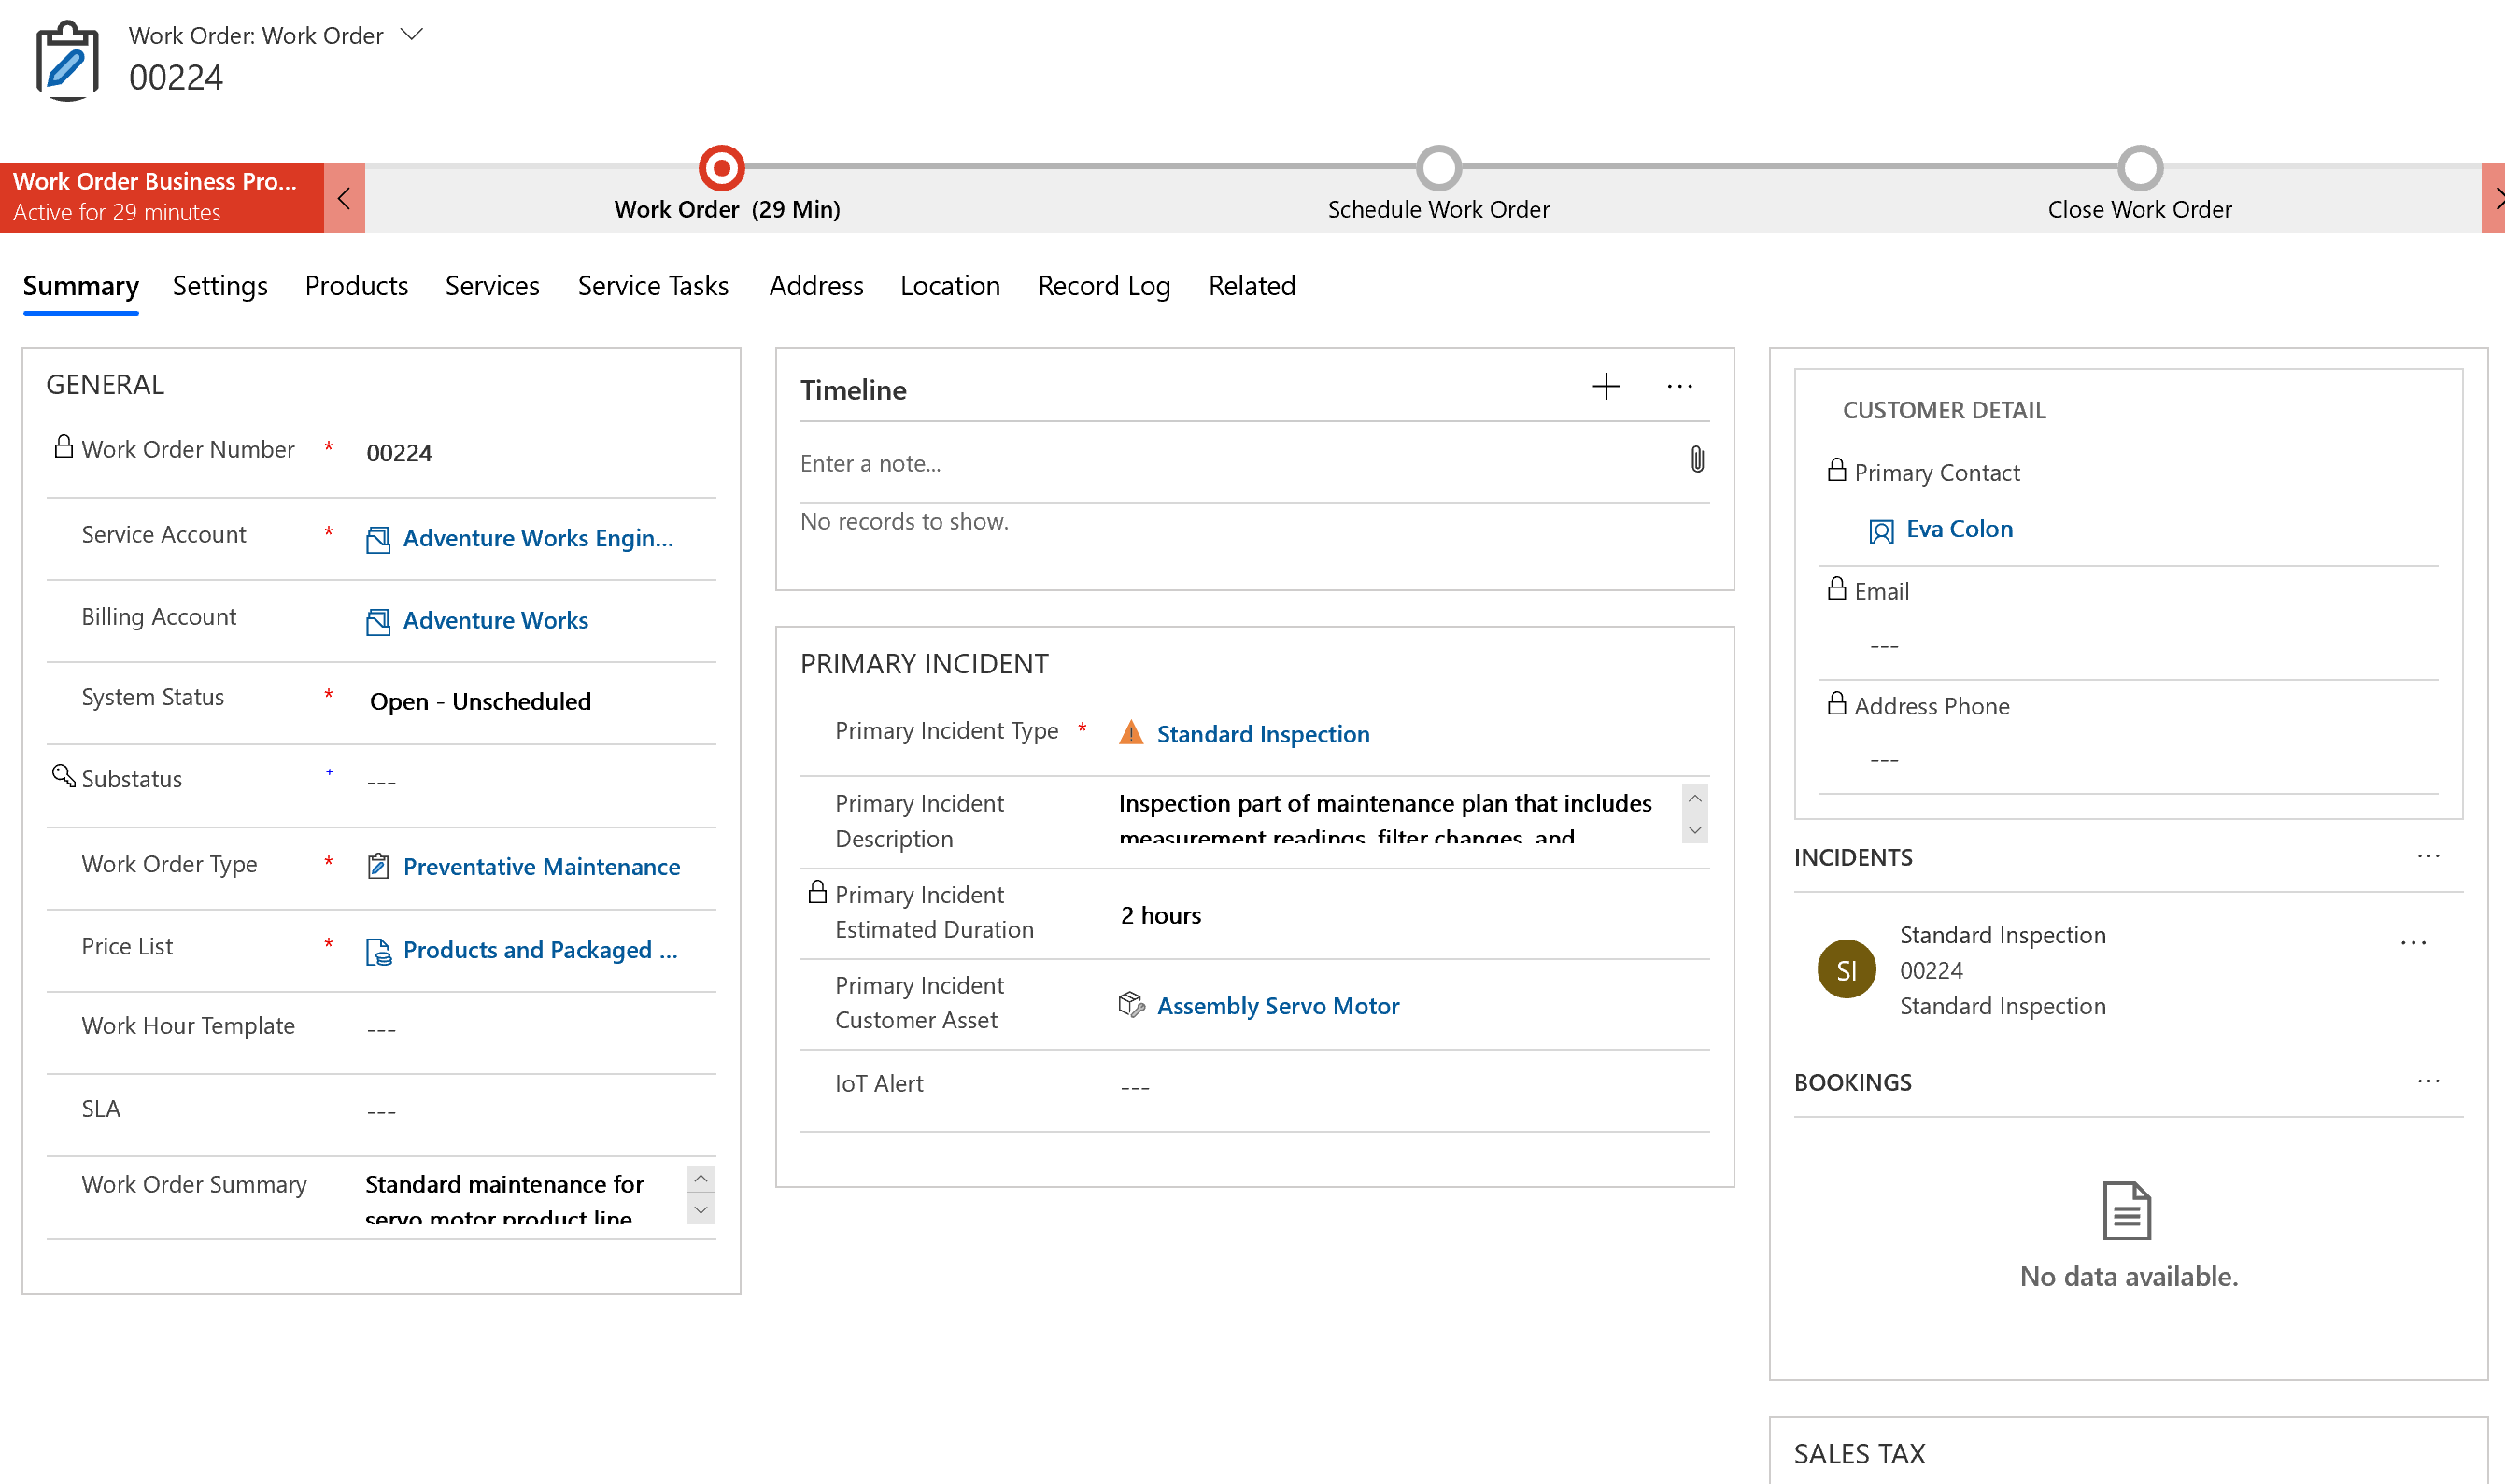 Work Order: Work Order
00224
Work Order Business Pro...
Active for 29 minutes
Work Order (29 Min)
Schedule Work Order
Close Work Order
Summary
Settings
Products
Services
Service Tasks
Address
Location
Record Log
Related
GENERAL
Work Order Number * 00224
Service Account * Adventure Works Engin...
Billing Account Adventure Works
System Status * Open - Unscheduled
Substatus + ---
Work Order Type * Preventative Maintenance
Price List * Products and Packaged ...
Work Hour Template ---
SLA ---
Work Order Summary Standard maintenance for
servo motor product line
Timeline
Enter a note...
No records to show.
PRIMARY INCIDENT
Primary Incident Type * Standard Inspection
Primary Incident
Description
Inspection part of maintenance plan that includes
measurement readings, filter changes, and
Primary Incident
Estimated Duration
2 hours
Primary Incident
Customer Asset
Assembly Servo Motor
IoT Alert ---
CUSTOMER DETAIL
Primary Contact
Eva Colon
Email
---
Address Phone
---
INCIDENTS
SI
Standard Inspection
00224
Standard Inspection
BOOKINGS
No data available.
SALES TAX